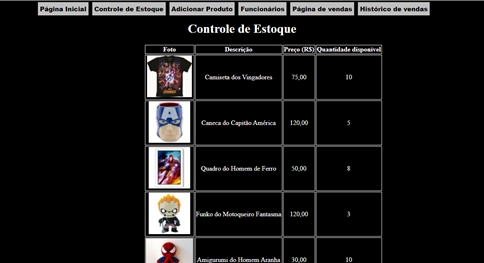 Página Inicial Controle de Estoque Adicionar Produto Funcionários Página de vendas Histórico de vendas
Controle de Estoque
Foto Descrição Preço (R$) Quantidade disponível
Camiseta dos Vingadores 75,00 10
Caneca do Capitão América 120,00 5
Quadro do Homem de Ferro 50,00 8
Funko do Motoqueiro Fantasma 120,00 3
Amigurumi do Homem Aranha 30,00 10